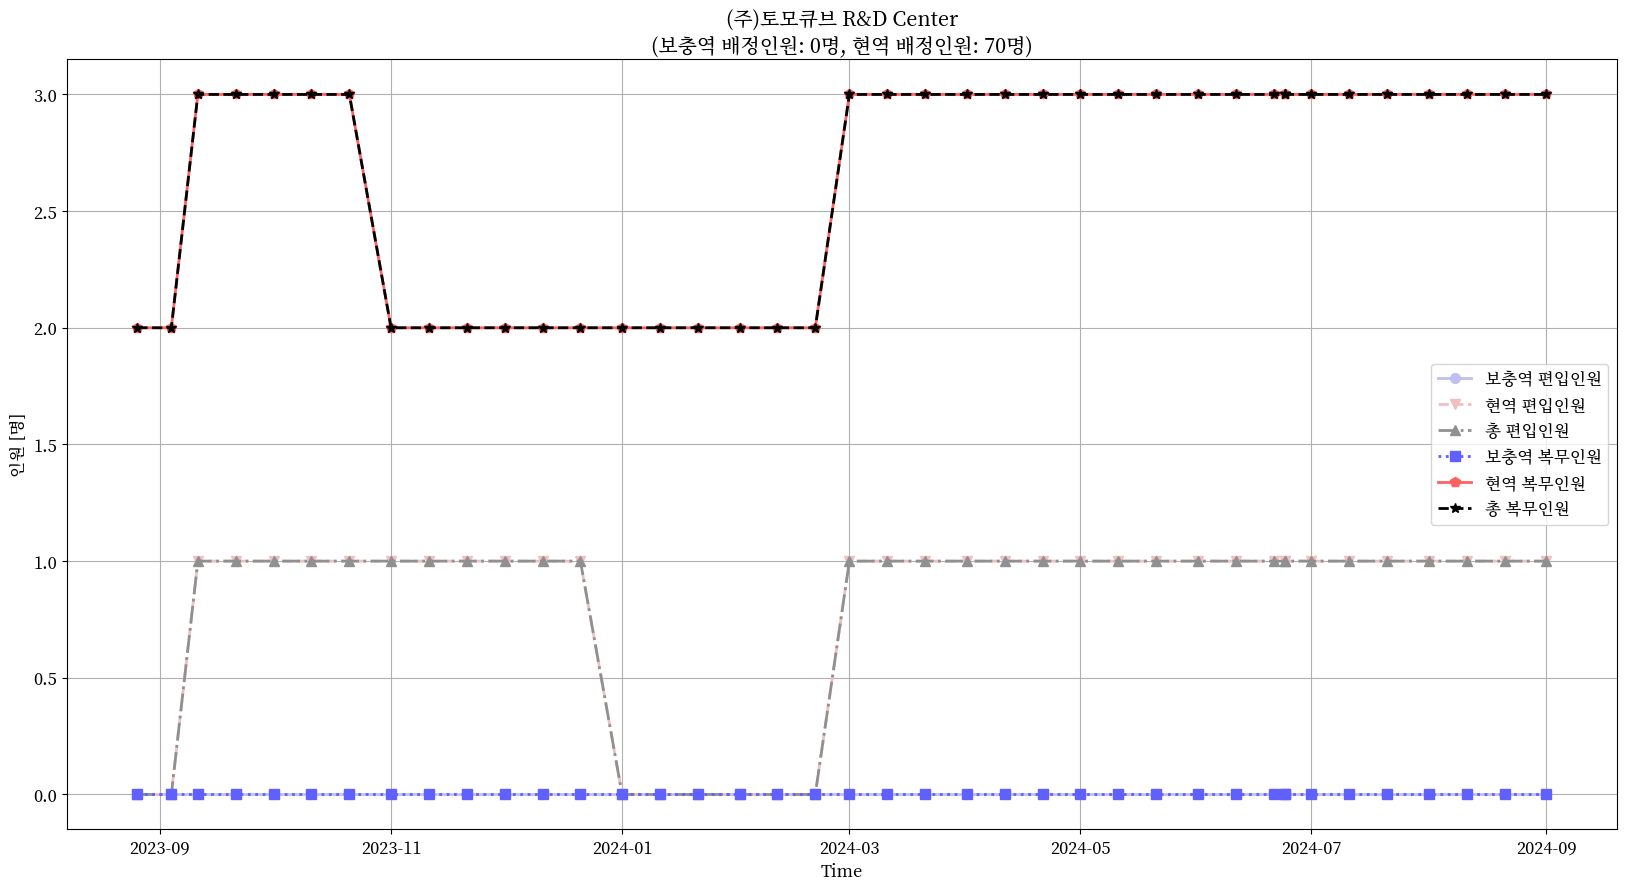 (주)토모큐브 R&D Center
(보충역 배정인원: 0명, 현역 배정인원: 70명)
3.0
2.5
2.0
1.5
1.0
0.5
0.0
인원 [명]
보충역 편입인원
현역 편입인원
총 편입인원
보충역 복무인원
현역 복무인원
총 복무인원
2023-09
2023-11
2024-01
2024-03
2024-05
2024-07
2024-09
Time